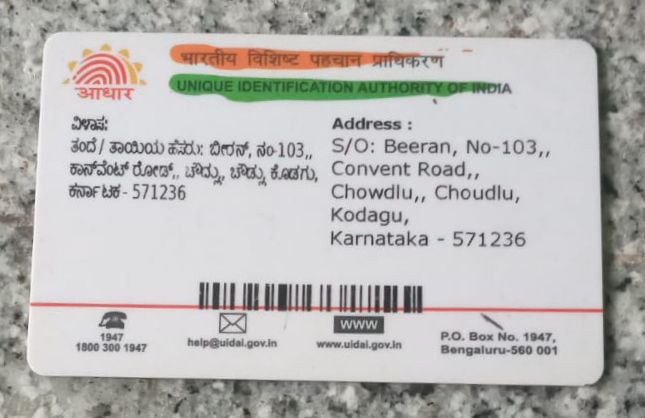 भारतीय विशिष्ट पहचान प्राधिकरण
UNIQUE IDENTIFICATION AUTHORITY OF INDIA
आधार
ವಿಳಾಸ:
ತಂದೆ / ತಾಯಿಯ ಹೆಸರು: ಬೀರನ್, ನಂ-103,,
ಕಾನ್ವೆಂಟ್ ರೋಡ್,, ಚೌಡ್ಲು, ಚೌಡ್ಲು, ಕೊಡಗು,
ಕರ್ನಾಟಕ - 571236
Address :
S/O: Beeran, No-103,,
Convent Road,,
Chowdlu,, Choudlu,
Kodagu,
Karnataka - 571236
1947
1800 300 1947
help@uidai.gov.in
WWW
www.uidai.gov.in
P.O. Box No. 1947,
Bengaluru-560 001